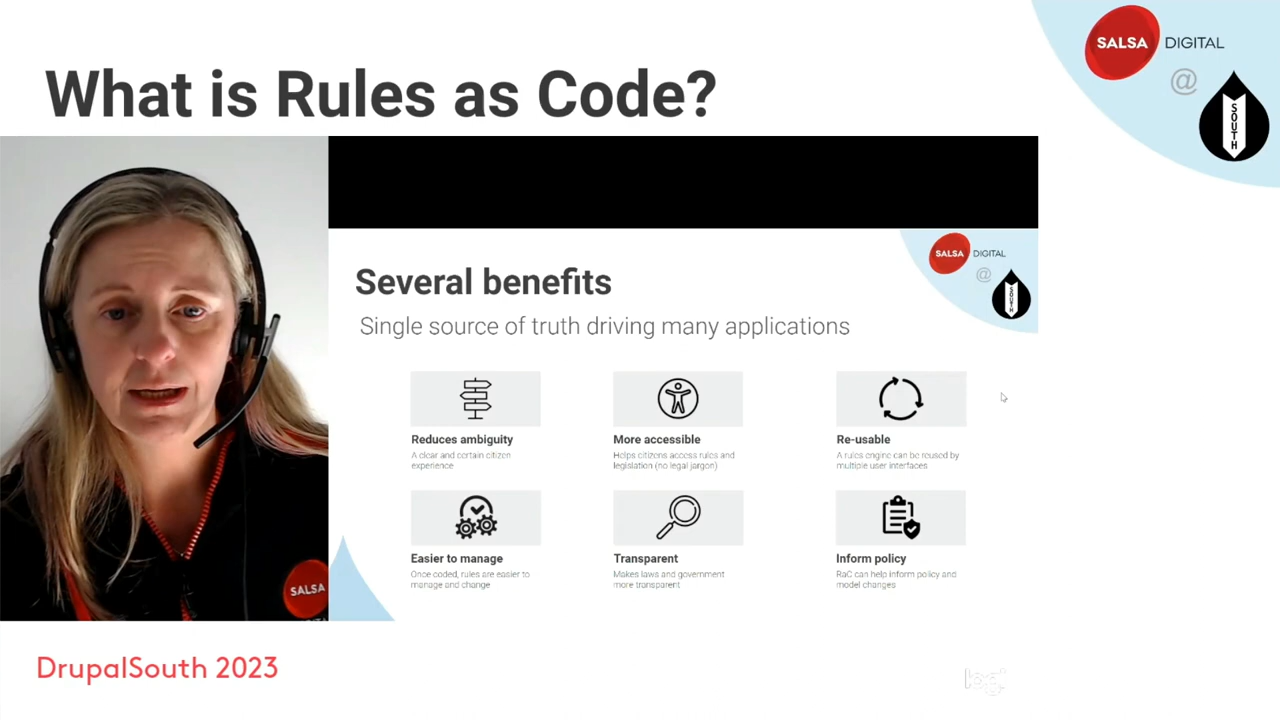 What is Rules as Code?
SALSA DIGITAL
@
SOUTH
Several benefits
Single source of truth driving many applications
SALSA DIGITAL
@
SOUTH
Reduces ambiguity
A clear and certain citizen
experience
More accessible
Helps citizens access rules and
legislation (no legal jargon)
Re-usable
A rules engine can be reused by
multiple user interfaces
Easier to manage
Once coded, rules are easier to
manage and change
Transparent
Makes laws and government
more transparent
Inform policy
RaC can help inform policy and
model changes
SALSA
DrupalSouth 2023